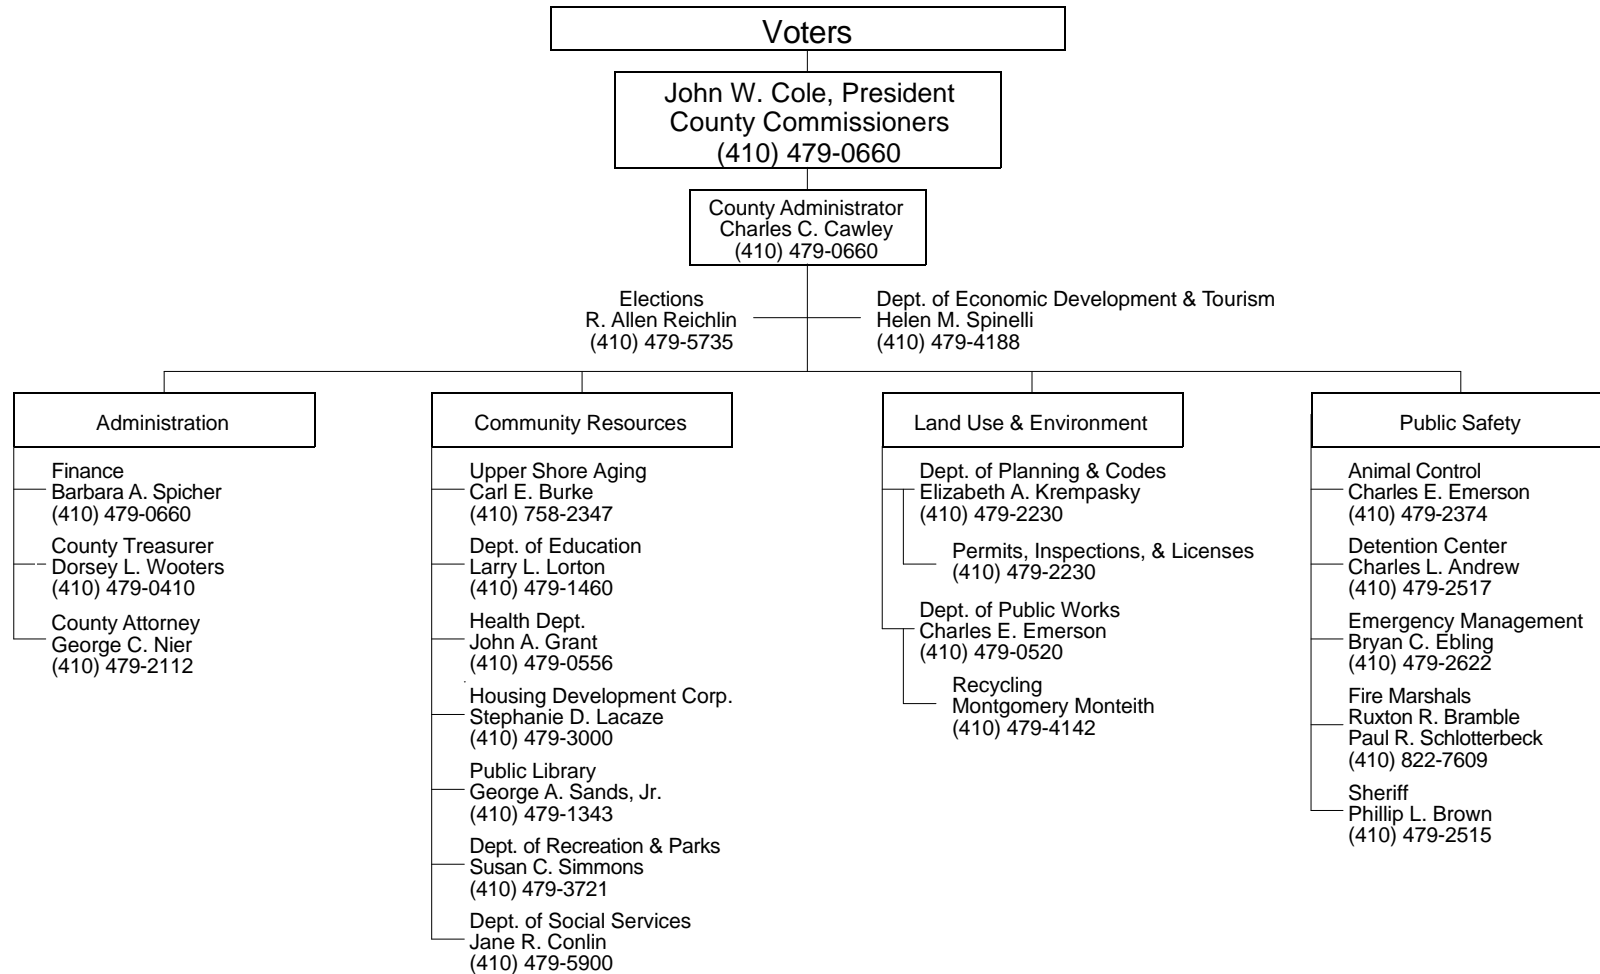 Voters
John W. Cole, President
County Commissioners
(410) 479-0660
County Administrator
Charles C. Cawley
(410) 479-0660
Elections
R. Allen Reichlin
(410) 479-5735
Dept. of Economic Development & Tourism
Helen M. Spinelli
(410) 479-4188
Administration
Finance
Barbara A. Spicher
(410) 479-0660
County Treasurer
Dorsey L. Wooters
(410) 479-0410
County Attorney
George C. Nier
(410) 479-2112
Community Resources
Upper Shore Aging
Carl E. Burke
(410) 758-2347
Dept. of Education
Larry L. Lorton
(410) 479-1460
Health Dept.
John A. Grant
(410) 479-0556
Housing Development Corp.
Stephanie D. Lacaze
(410) 479-3000
Public Library
George A. Sands, Jr.
(410) 479-1343
Dept. of Recreation & Parks
Susan C. Simmons
(410) 479-3721
Dept. of Social Services
Jane R. Conlin
(410) 479-5900
Land Use & Environment
Dept. of Planning & Codes
Elizabeth A. Krempasky
(410) 479-2230
Permits, Inspections, & Licenses
(410) 479-2230
Dept. of Public Works
Charles E. Emerson
(410) 479-0520
Recycling
Montgomery Monteith
(410) 479-4142
Public Safety
Animal Control
Charles E. Emerson
(410) 479-2374
Detention Center
Charles L. Andrew
(410) 479-2517
Emergency Management
Bryan C. Ebling
(410) 479-2622
Fire Marshals
Ruxton R. Bramble
Paul R. Schlotterbeck
(410) 822-7609
Sheriff
Phillip L. Brown
(410) 479-2515